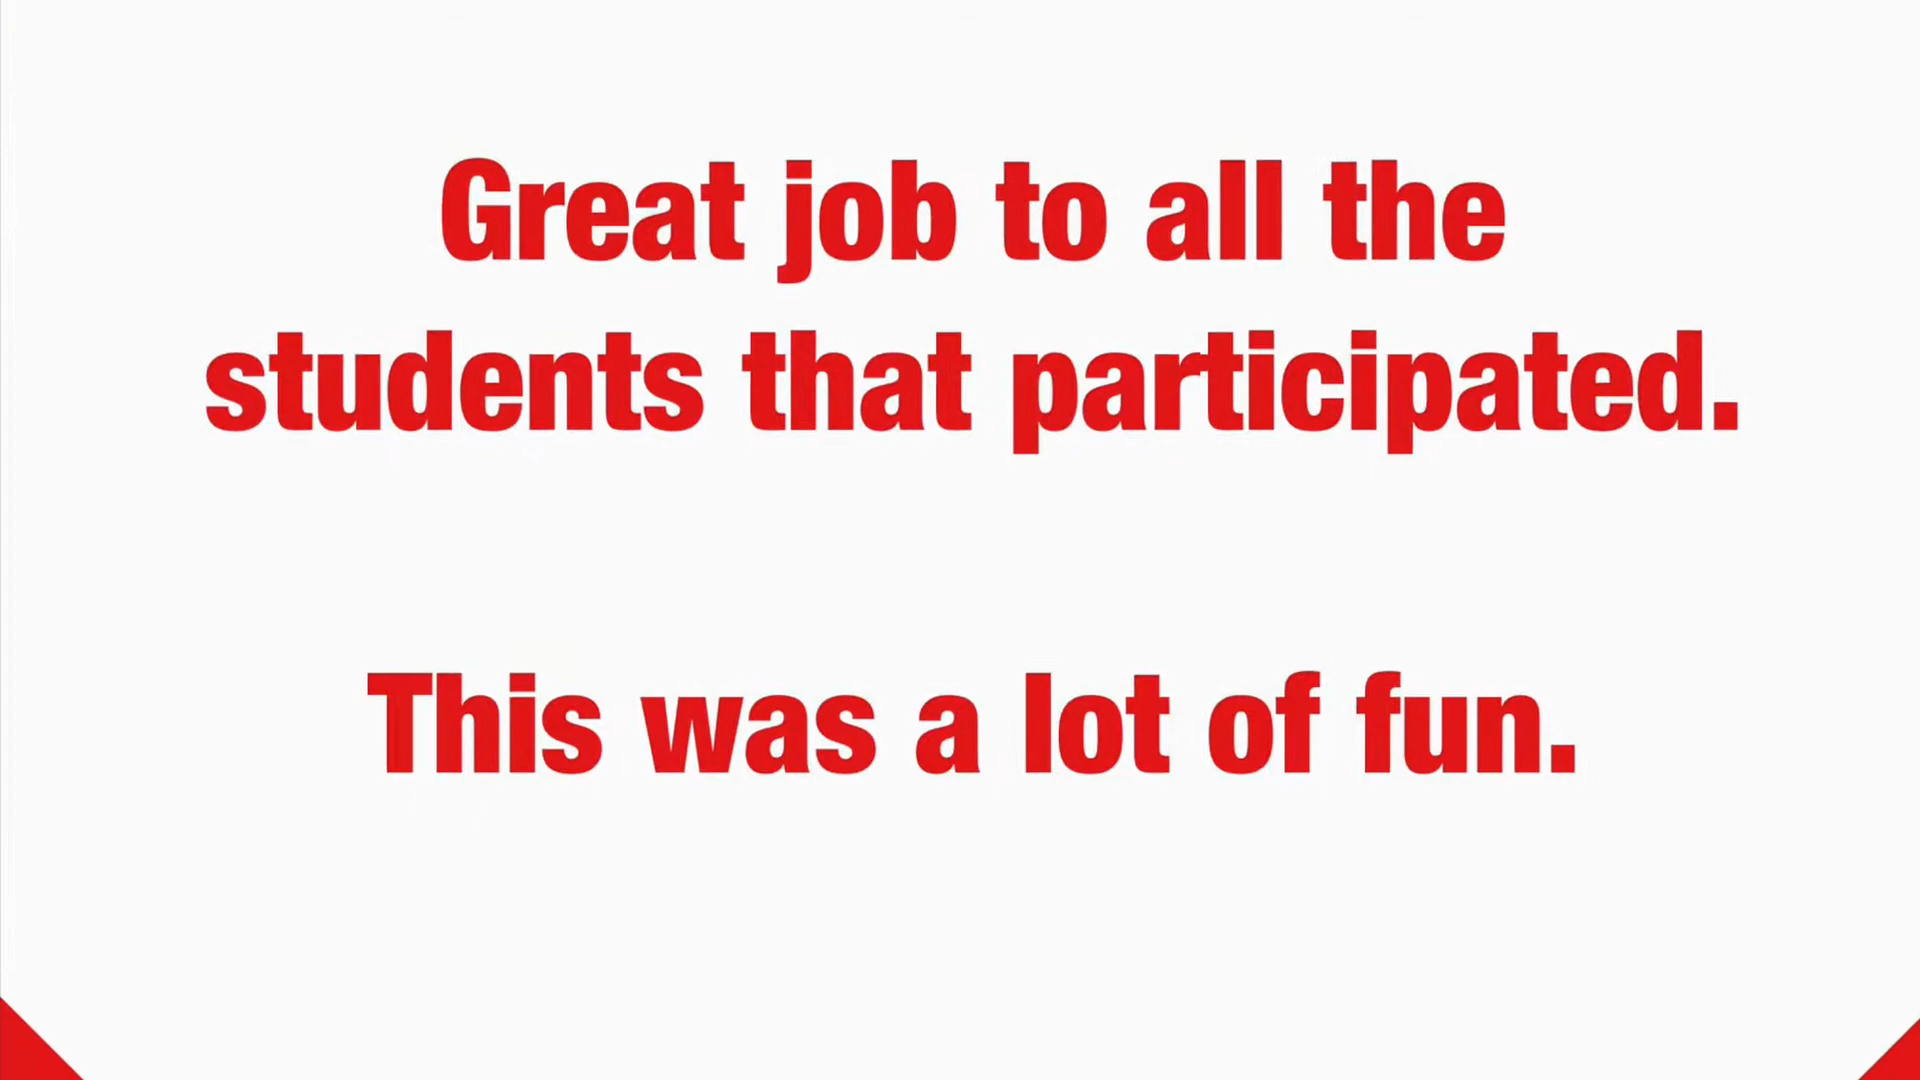 Great job to all the
students that participated.
This was a lot of fun.